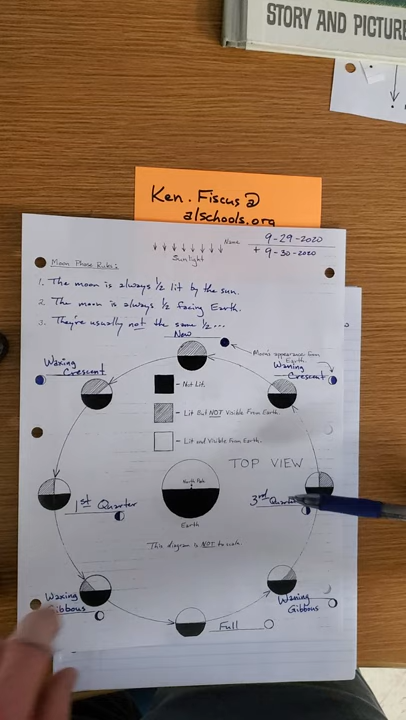 STORY AND PICTURE
Ken.Fiscus@
alschools.org
Name
9-29-2020
+ 9-30-2020
Sunlight
Moon Phase Rules
1. The moon is always 1/2 lit by the sun.
2. The moon is always 1/2 facing Earth.
3. They're usually not the same 1/2...
New
Moon's appearance from
Earth.
Waxing
Crescent
Waning
Crescent
- Not Lit.
- Lit But NOT Visible From Earth.
- Lit and Visible From Earth.
TOP VIEW
North Pole
Earth
1st Quarter
3rd Quarter
This diagram is NOT to scale.
Waxing
Gibbous
Waning
Gibbous
Full